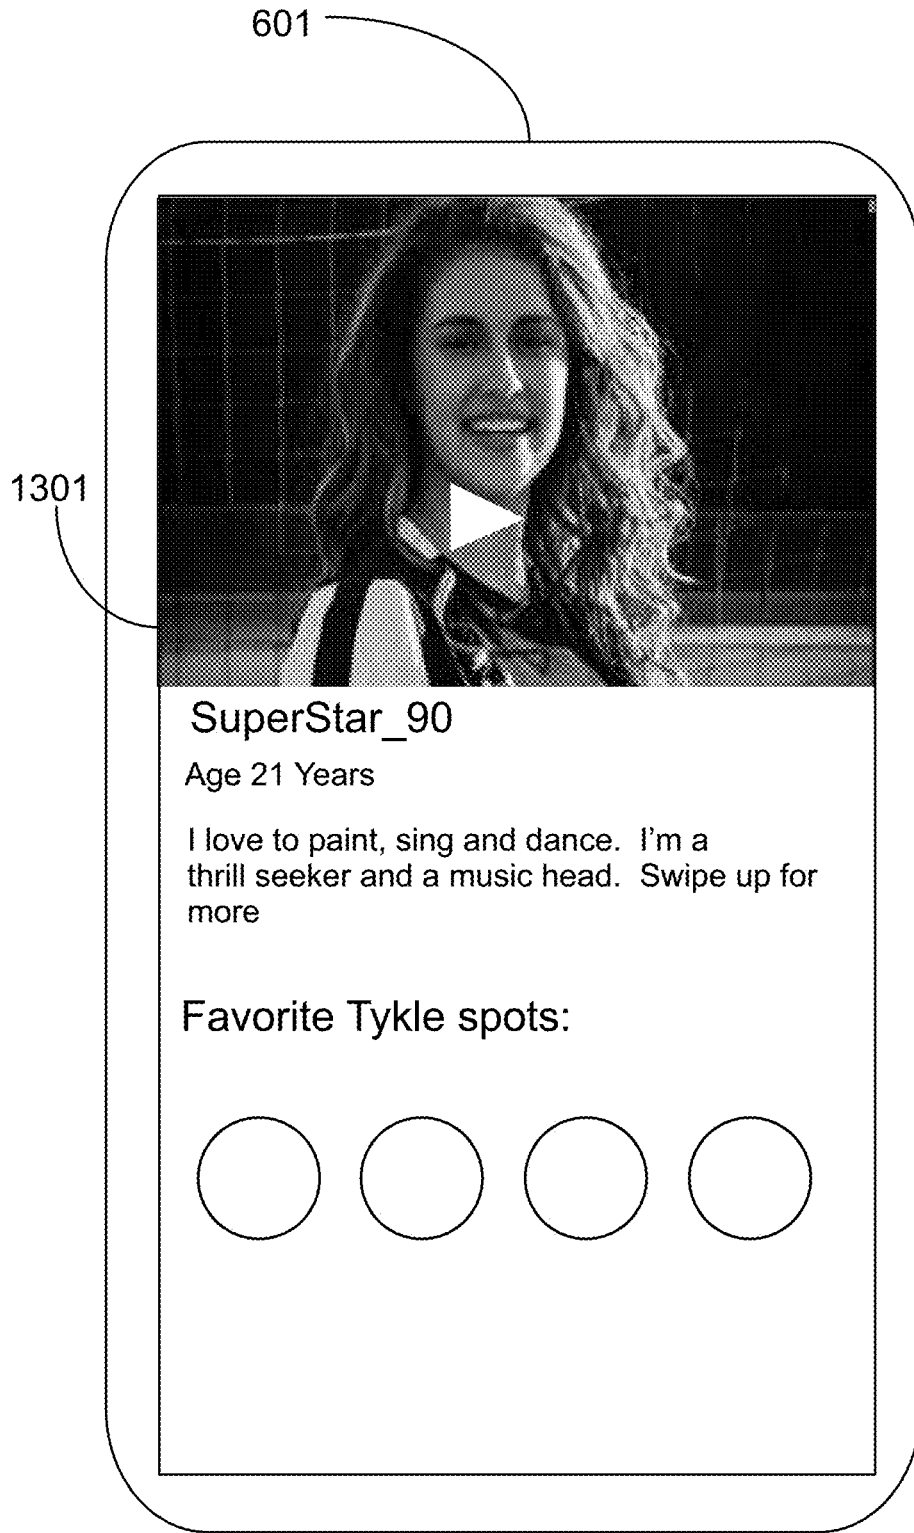 601
1301
SuperStar_90
Age 21 Years
I love to paint, sing and dance.  I'm a
thrill seeker and a music head.  Swipe up for
more
Favorite Tykle spots: